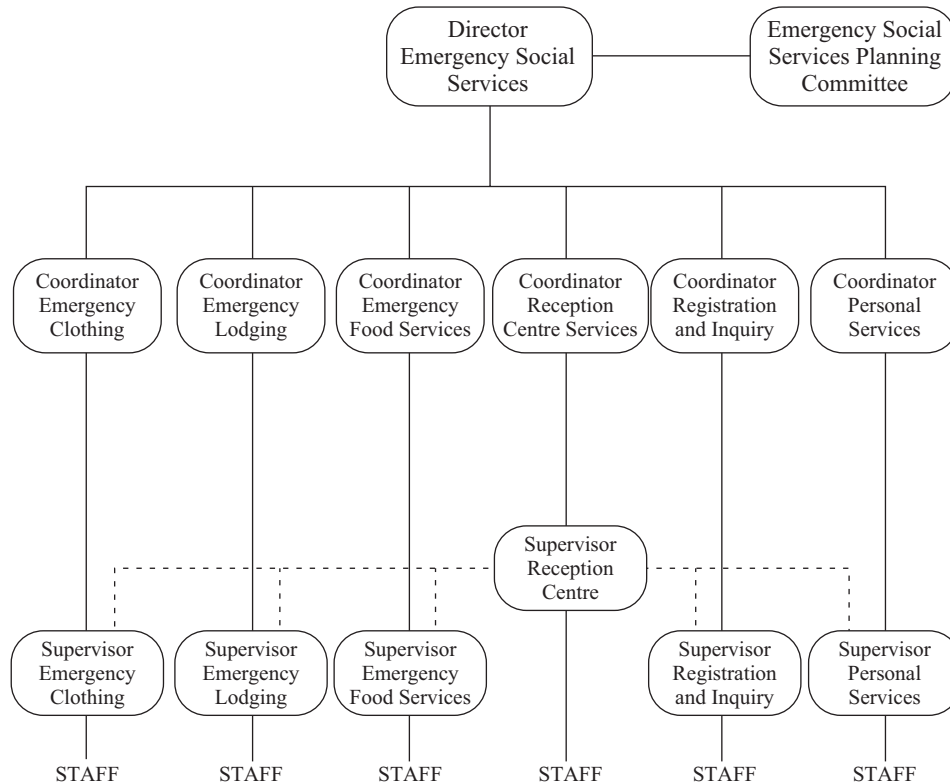 Director
Emergency Social
Services
Emergency Social
Services Planning
Committee
Coordinator
Emergency
Clothing
Coordinator
Emergency
Lodging
Coordinator
Emergency
Food Services
Coordinator
Reception
Centre Services
Coordinator
Registration
and Inquiry
Coordinator
Personal
Services
Supervisor
Reception
Centre
Supervisor
Emergency
Clothing
Supervisor
Emergency
Lodging
Supervisor
Emergency
Food Services
Supervisor
Registration
and Inquiry
Supervisor
Personal
Services
STAFF
STAFF
STAFF
STAFF
STAFF
STAFF